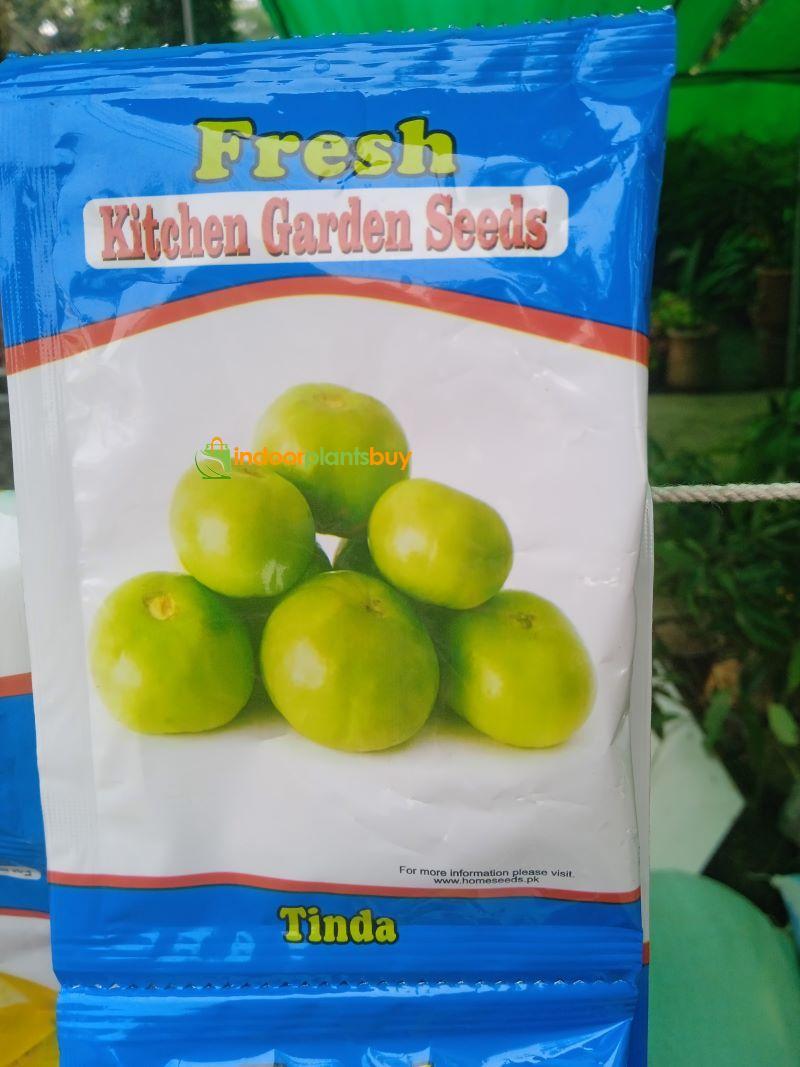 Fresh
Kitchen Garden Seeds
indoorplantsbuy
For more information please visit.
www.homeseeds.pk
Tinda